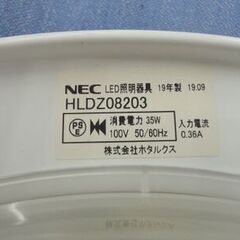 NEC LED照明器具 19年製 19.09
HLDZ08203
PS
E
消費電力 35W 入力電流
100V 50/60Hz 0.36A
株式会社ホタルクス